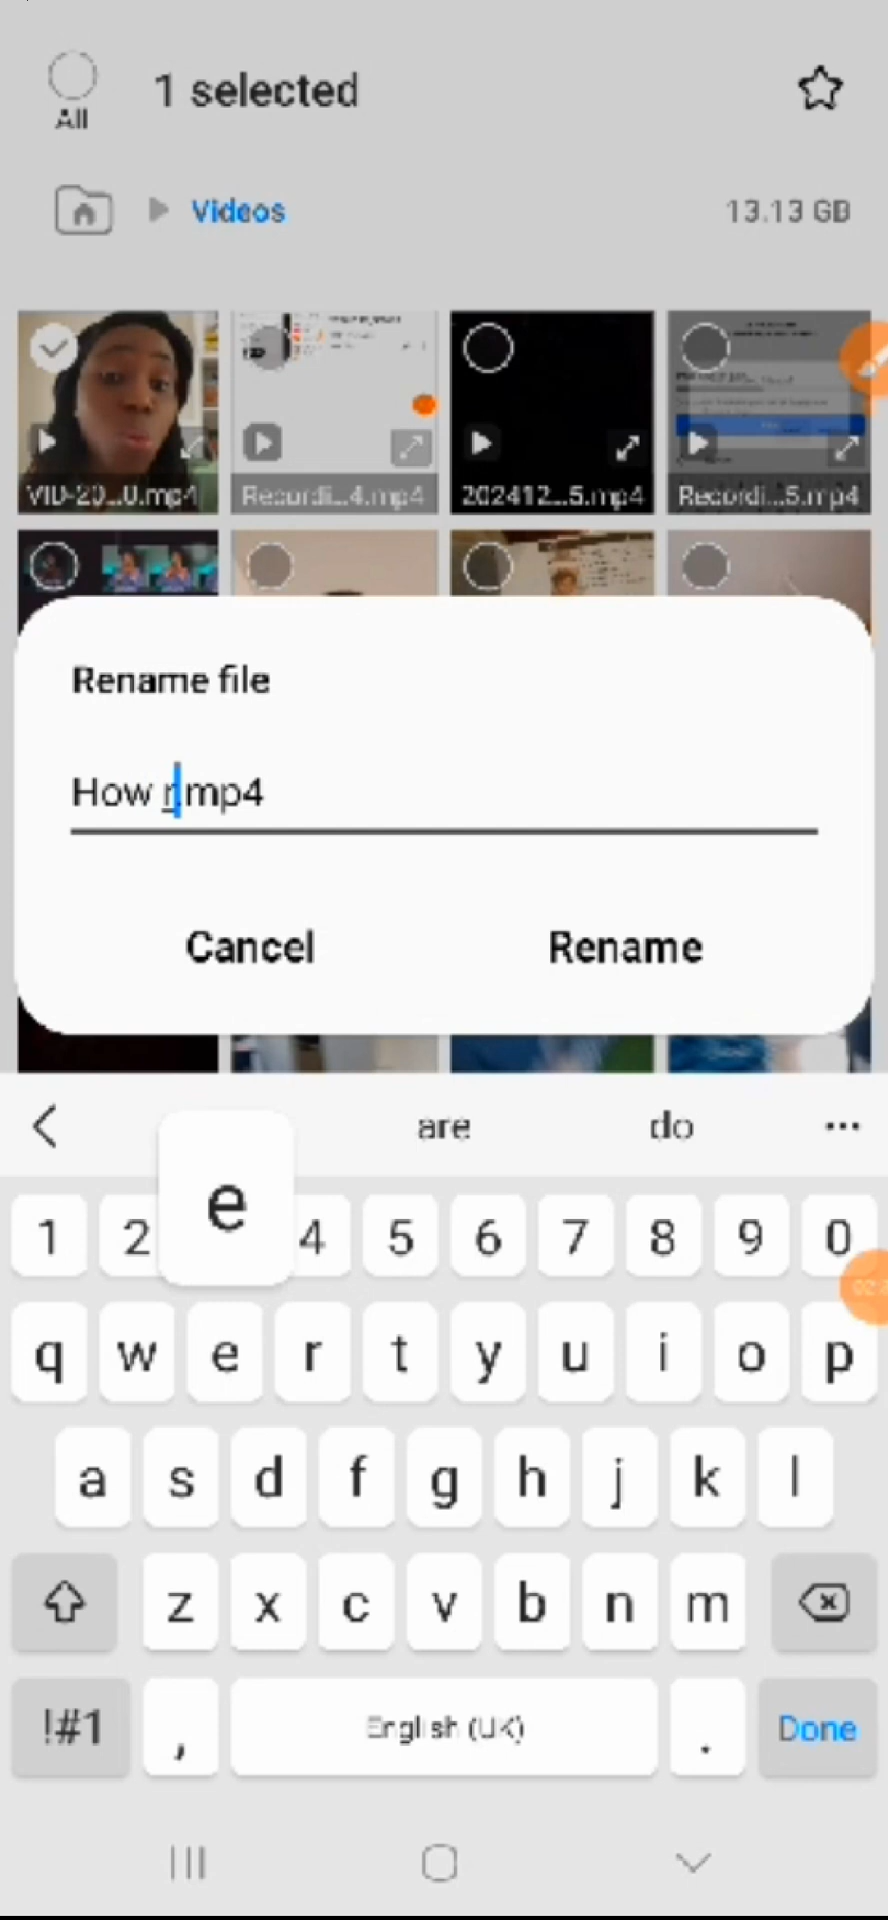 1 selected
All
Videos
13.13 GB
VID-20...0.mp4
Recordi...4.mp4
202412...5.mp4
Recordi...5.mp4
Rename file
How r.mp4
Cancel
Rename
are
do
...
e
1 2 4 5 6 7 8 9 0
q w e r t y u i o p
a s d f g h j k l
z x c v b n m
!#1 , English (UK) . Done